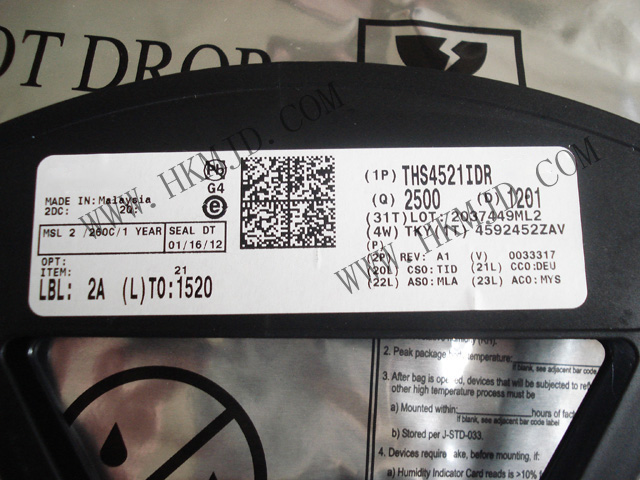 OT DROP
WWW.HKMJD.COM
WWW.HKMJD.COM
WWW.HKMJD.COM
Pb
G4
e
MADE IN: Malaysia
2DC: 2Q:
MSL 2 /260C/1 YEAR
SEAL DT
01/16/12
OPT:
ITEM: 21
LBL: 2A (L)TO:1520
(1P) THS4521IDR
(Q) 2500 (D) 1201
(31T)LOT: 2037449ML2
(4W) TKY(1T) 4592452ZAV
(P)
(2P) REV: A1 (V) 0033317
(20L) CSO:TID (21L) CCO:DEU
(22L) ASO:MLA (23L) ACO:MYS
2. Peak package temperature:
If blank, see adjacent bar code
3. After bag is opened, devices that will be subjected to ref
other high temperature process must be
a) Mounted within: hours of fact
If blank, see adjacent bar code label
b) Stored per J-STD-033.
4. Devices require bake, before mounting, if:
a) Humidity Indicator Card reads >10%